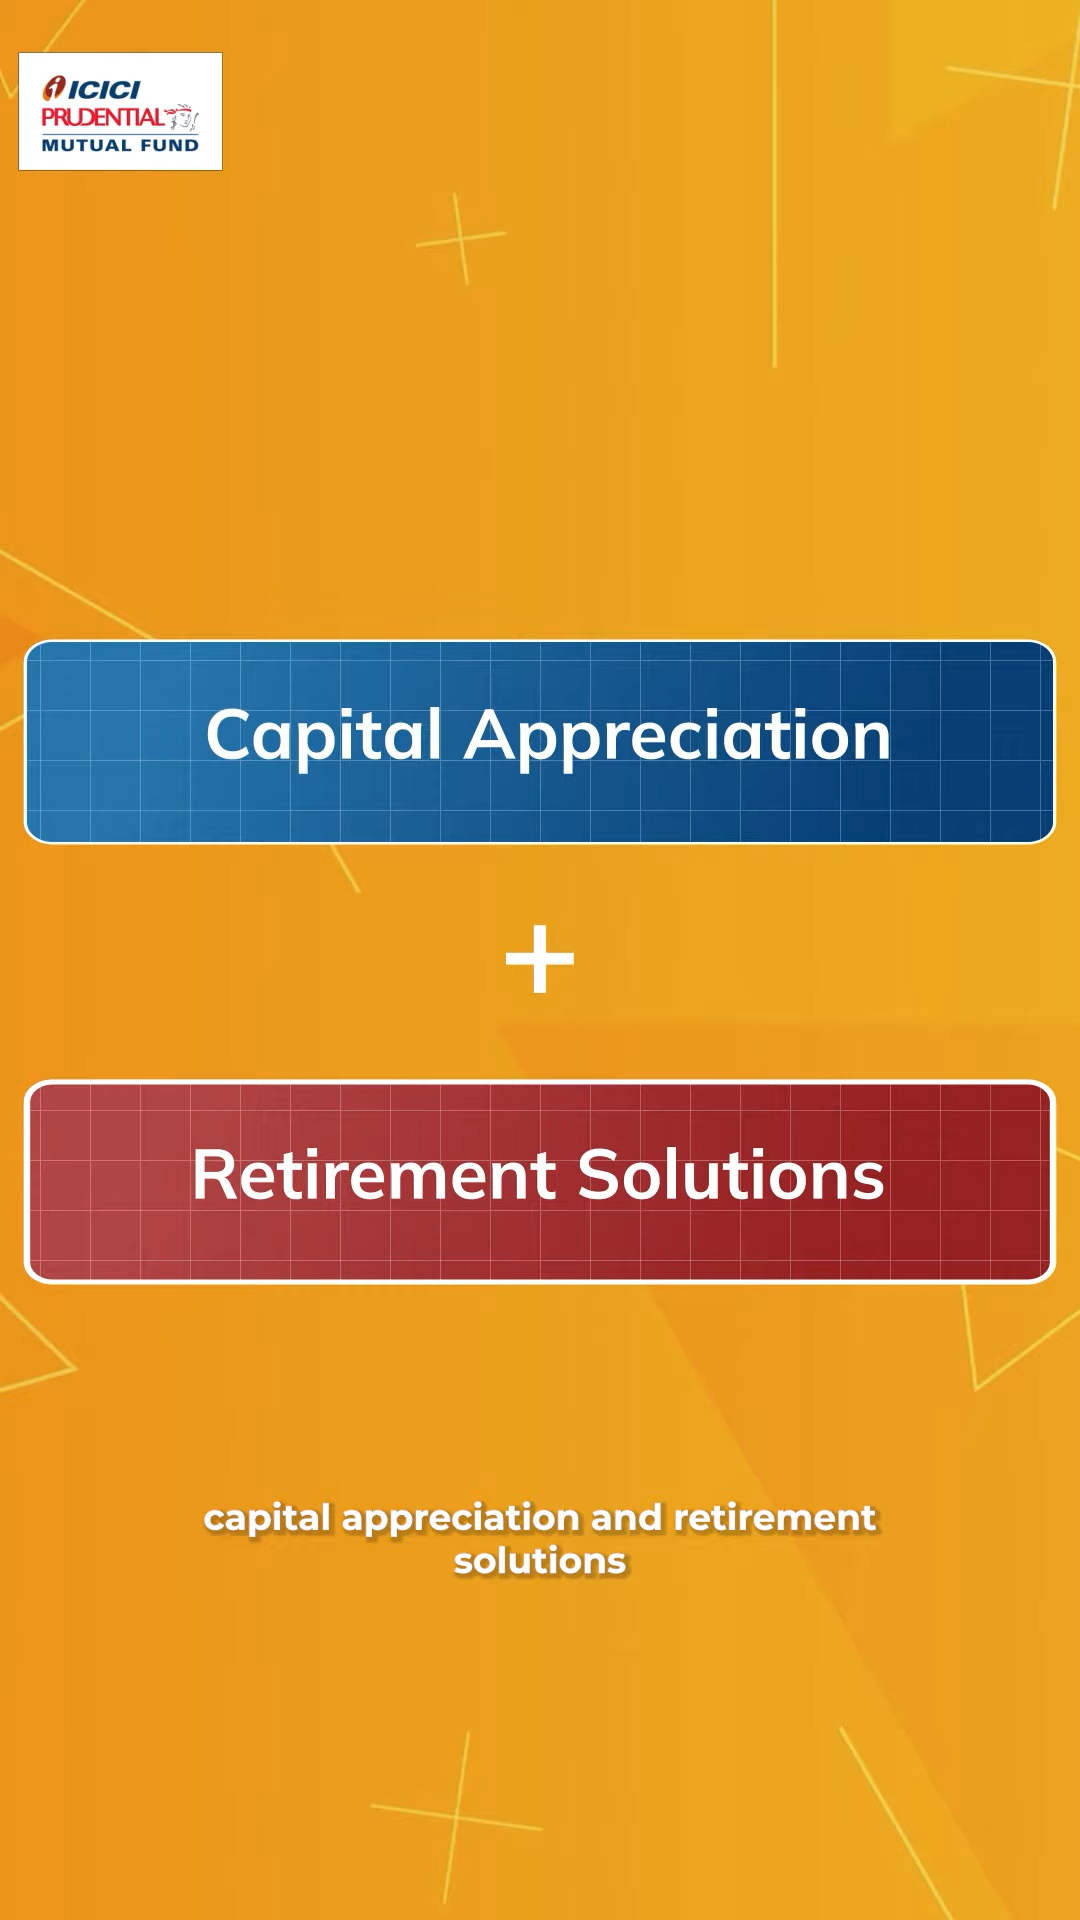 ICICI
PRUDENTIAL
MUTUAL FUND
Capital Appreciation
+
Retirement Solutions
capital appreciation and retirement
solutions